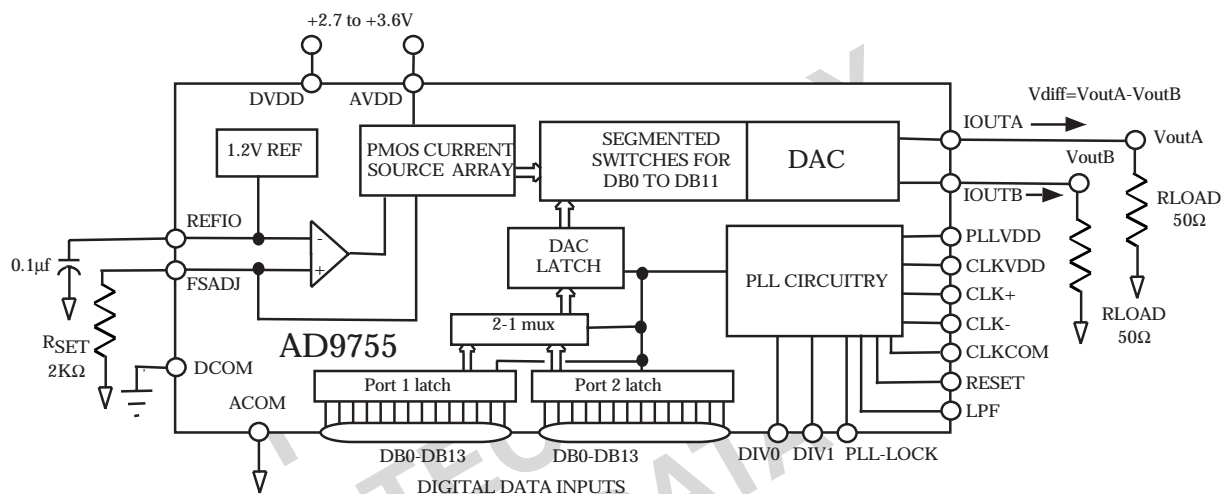 +2.7 to +3.6V
DVDD
AVDD
Vdiff=VoutA-VoutB
1.2V REF
PMOS CURRENT
SOURCE ARRAY
SEGMENTED
SWITCHES FOR
DB0 TO DB11
DAC
IOUTA
VoutA
VoutB
IOUTB
RLOAD
50Ω
REFIO
-
+
0.1µf
FSADJ
DAC
LATCH
PLL CIRCUITRY
PLLVDD
CLKVDD
CLK+
CLK-
CLKCOM
RESET
LPF
RLOAD
50Ω
RSET
2KΩ
AD9755
2-1 mux
DCOM
ACOM
Port 1 latch
Port 2 latch
DB0-DB13
DB0-DB13
DIV0
DIV1
PLL-LOCK
DIGITAL DATA INPUTS